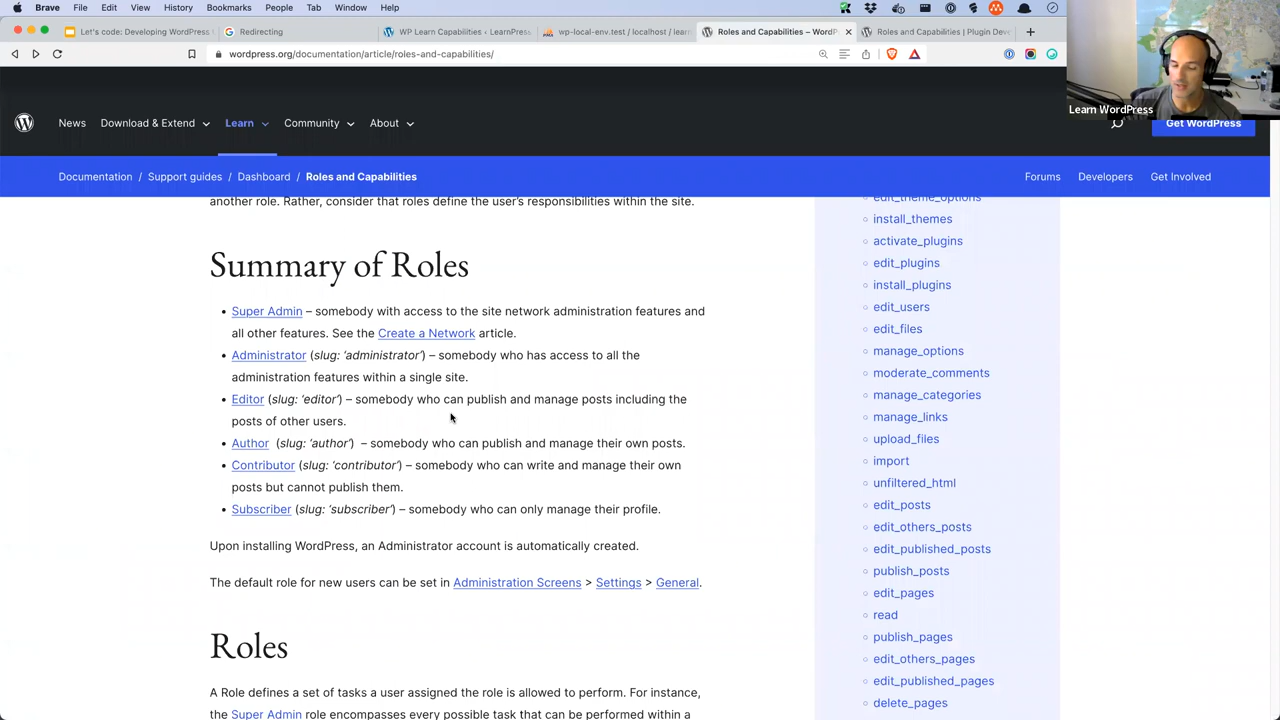 Brave File Edit View History Bookmarks People Tab Window Help
Let's code: Developing WordPress
Redirecting
WP Learn Capabilities ‹ LearnPress
wp-local-env.test / localhost / learn
Roles and Capabilities – WordP
Roles and Capabilities | Plugin Dev
wordpress.org/documentation/article/roles-and-capabilities/
Learn WordPress
News Download & Extend Learn Community About Get WordPress
Documentation / Support guides / Dashboard / Roles and Capabilities Forums Developers Get Involved
another role. Rather, consider that roles define the user's responsibilities within the site.
Summary of Roles
• Super Admin – somebody with access to the site network administration features and
all other features. See the Create a Network article.
• Administrator (slug: 'administrator') – somebody who has access to all the
administration features within a single site.
• Editor (slug: 'editor') – somebody who can publish and manage posts including the
posts of other users.
• Author (slug: 'author') – somebody who can publish and manage their own posts.
• Contributor (slug: 'contributor') – somebody who can write and manage their own
posts but cannot publish them.
• Subscriber (slug: 'subscriber') – somebody who can only manage their profile.
Upon installing WordPress, an Administrator account is automatically created.
The default role for new users can be set in Administration Screens > Settings > General.
Roles
A Role defines a set of tasks a user assigned the role is allowed to perform. For instance,
the Super Admin role encompasses every possible task that can be performed within a
edit_theme_options
install_themes
activate_plugins
edit_plugins
install_plugins
edit_users
edit_files
manage_options
moderate_comments
manage_categories
manage_links
upload_files
import
unfiltered_html
edit_posts
edit_others_posts
edit_published_posts
publish_posts
edit_pages
read
publish_pages
edit_others_pages
edit_published_pages
delete_pages